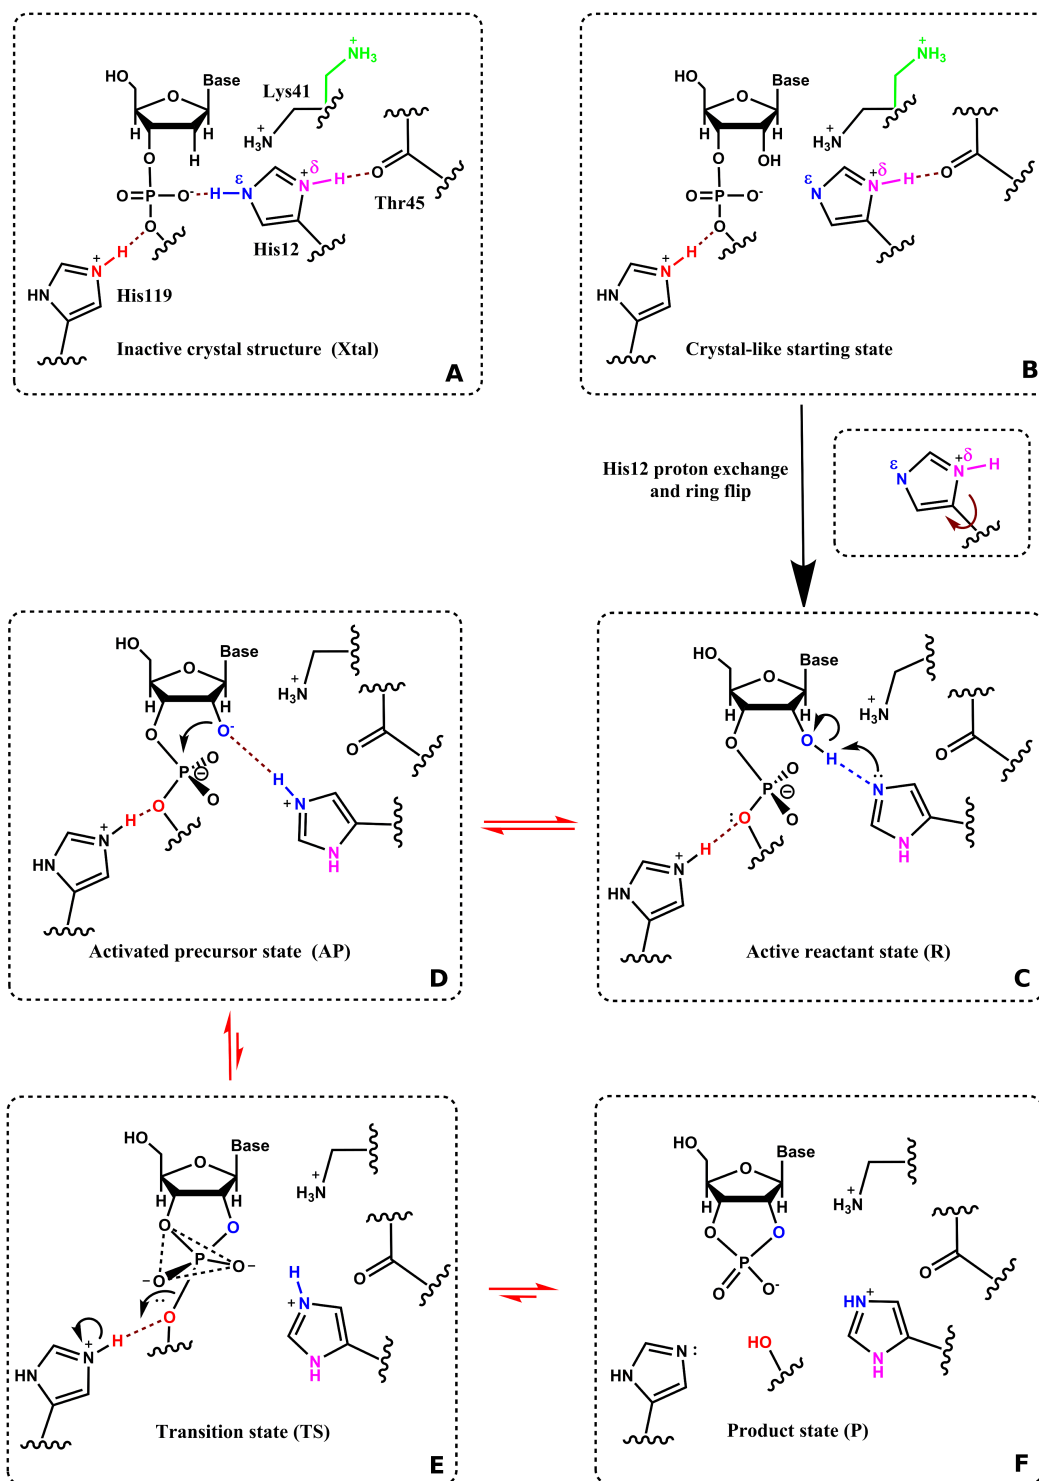 HO
Base
O
Lys41
+
NH3
H
H
H
+
H3N
O
O
O=P-O-
H
N
ε
+
δ
N
H
O
Thr45
O
H
His12
+
N
HN
His119
Inactive crystal structure (Xtal)
A
HO
Base
O
+
NH3
H
H
+
H3N
O
OH
O=P-O-
ε
N
+
δ
N
H
O
O
H
+
N
HN
Crystal-like starting state
B
His12 proton exchange
and ring flip
ε
N
+
δ
N
H
HO
Base
O
H
H
+
H3N
O
O-
O
P
O
O
O
H
+
N
N
H
H
+
N
HN
Activated precursor state (AP)
D
HO
Base
O
H
H
+
H3N
O
O
H
O
P
O
O
:
O
:
N
N
H
H
+
N
HN
Active reactant state (R)
C
HO
Base
O
H
H
+
H3N
O
O
P
−O
O−
O
:
O
H
+
N
N
H
H
+
N
HN
Transition state (TS)
E
HO
Base
O
H
H
+
H3N
O
O
P
O
O-
O
HN
+
N
H
HO
N:
HN
Product state (P)
F